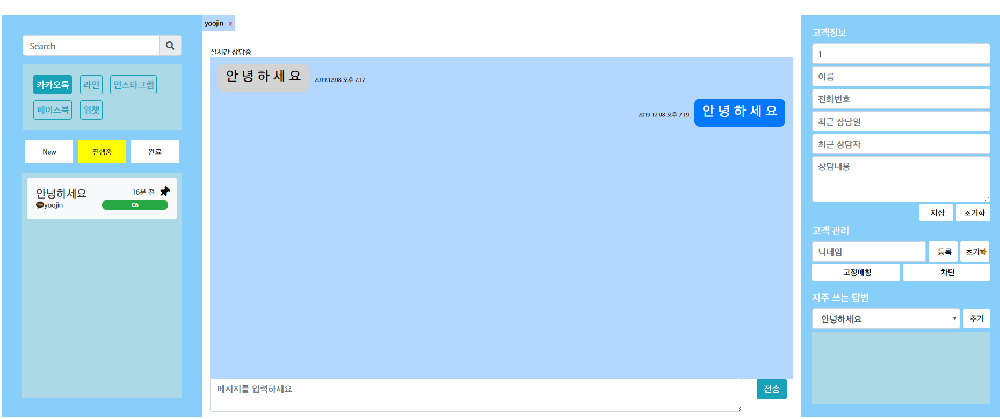 Search
카카오톡 라인 인스타그램
페이스북 위챗
New 진행중 완료
안녕하세요 16분 전
TALK yoojin C6
yoojin x
실시간 상담중
안녕하세요 2019.12.08 오후 7:17
2019.12.08 오후 7:19 안녕하세요
메시지를 입력하세요 전송
고객정보
1
이름
전화번호
최근 상담일
최근 상담자
상담내용
저장 초기화
고객 관리
닉네임 등록 초기화
고정매칭 차단
자주 쓰는 답변
안녕하세요 추가